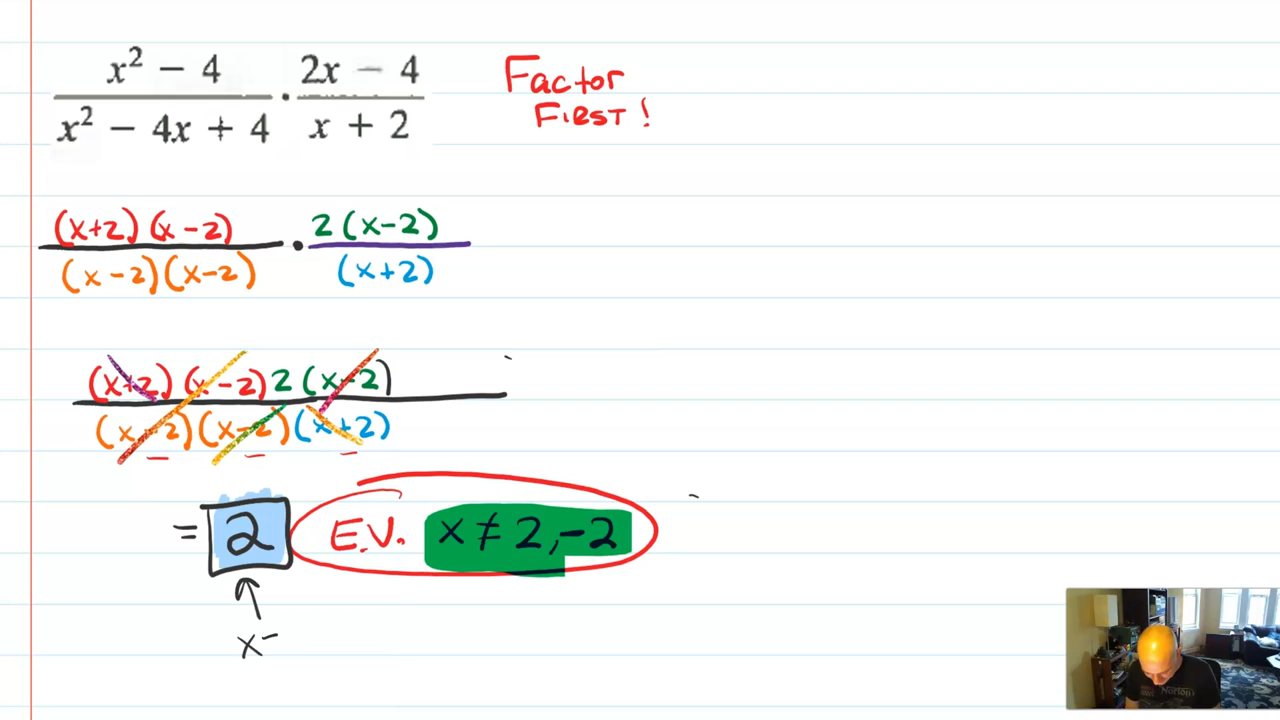 x² − 4 / x² − 4x + 4 · 2x − 4 / x + 2
Factor
First!
(x+2)(x−2) / (x−2)(x−2) · 2(x−2) / (x+2)
(x+2)(x−2)2(x−2) / (x−2)(x−2)(x+2)
= 2 E.V. x ≠ 2,−2
x
Norton